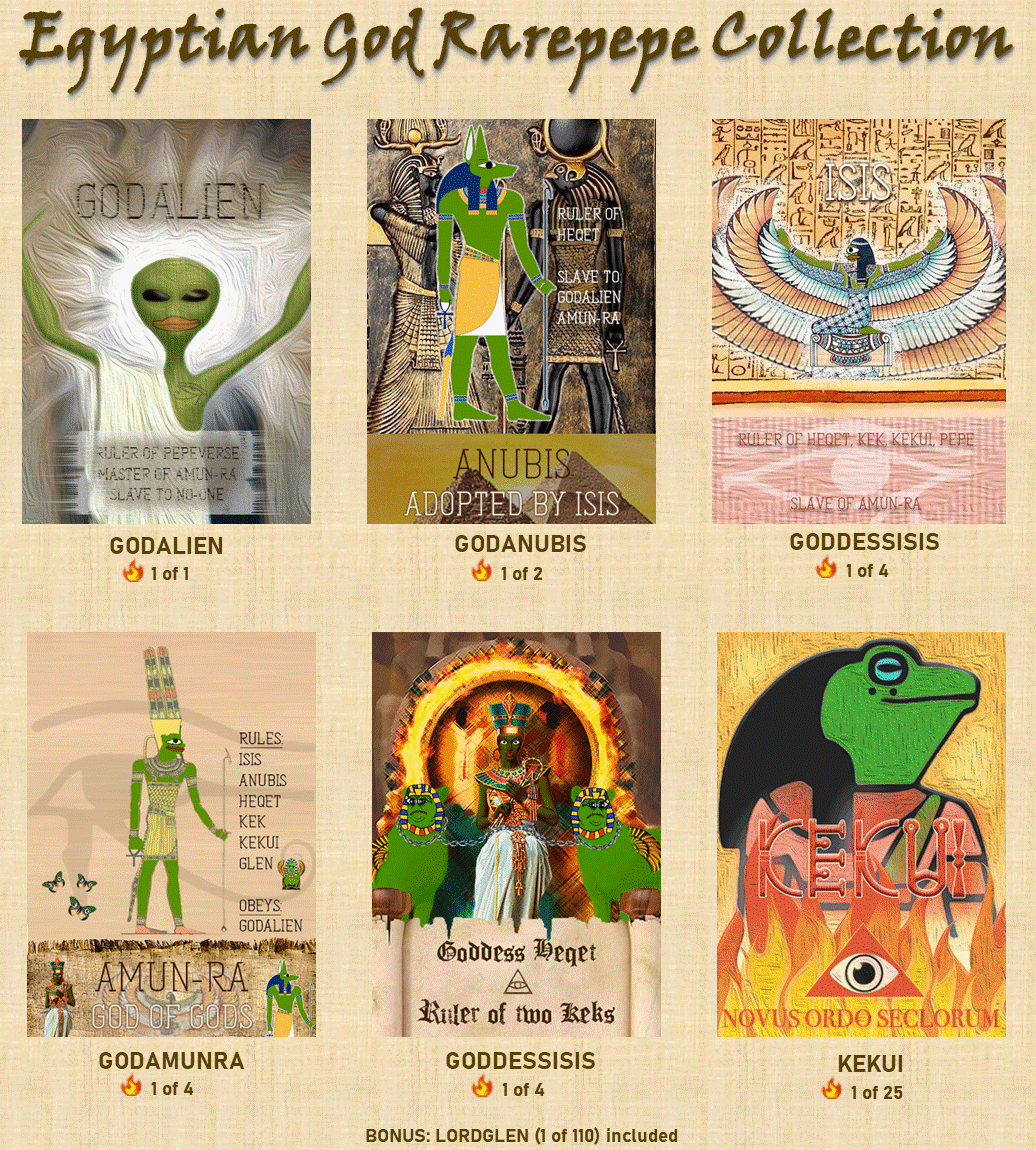 Egyptian God Rarepepe Collection
GODALIEN
RULER OF PEPEVERSE
MASTER OF AMUN-RA
SLAVE TO NO-ONE
GODALIEN
1 of 1
RULER OF
HEQET
SLAVE TO
GODALIEN
AMUN-RA
ANUBIS
ADOPTED BY ISIS
GODANUBIS
1 of 2
ISIS
RULER OF HEQET, KEK, KEKUI, PEPE
SLAVE OF AMUN-RA
GODDESSISIS
1 of 4
RULES:
ISIS
ANUBIS
HEQET
KEK
KEKUI
GLEN
OBEYS:
GODALIEN
AMUN-RA
GOD OF GODS
GODAMUNRA
1 of 4
Goddess Heqet
Ruler of two Keks
GODDESSISIS
1 of 4
KEKUI
NOVUS ORDO SECLORUM
KEKUI
1 of 25
BONUS: LORDGLEN (1 of 110) included